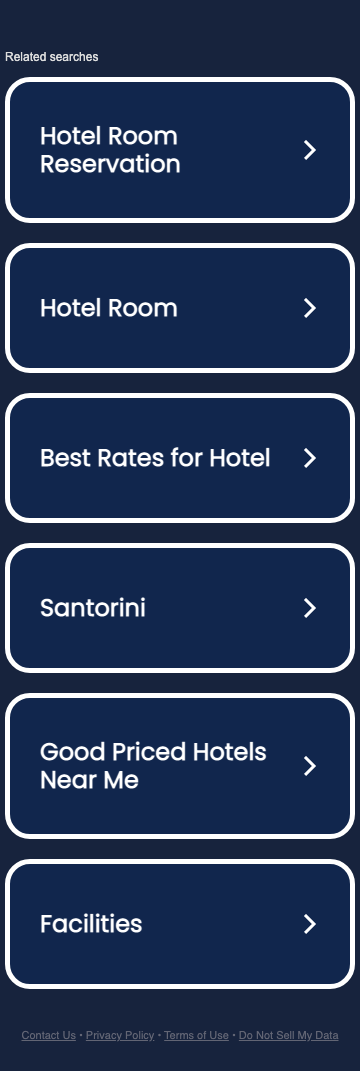 Related searches
Hotel Room
Reservation
Hotel Room
Best Rates for Hotel
Santorini
Good Priced Hotels
Near Me
Facilities
Contact Us • Privacy Policy • Terms of Use • Do Not Sell My Data